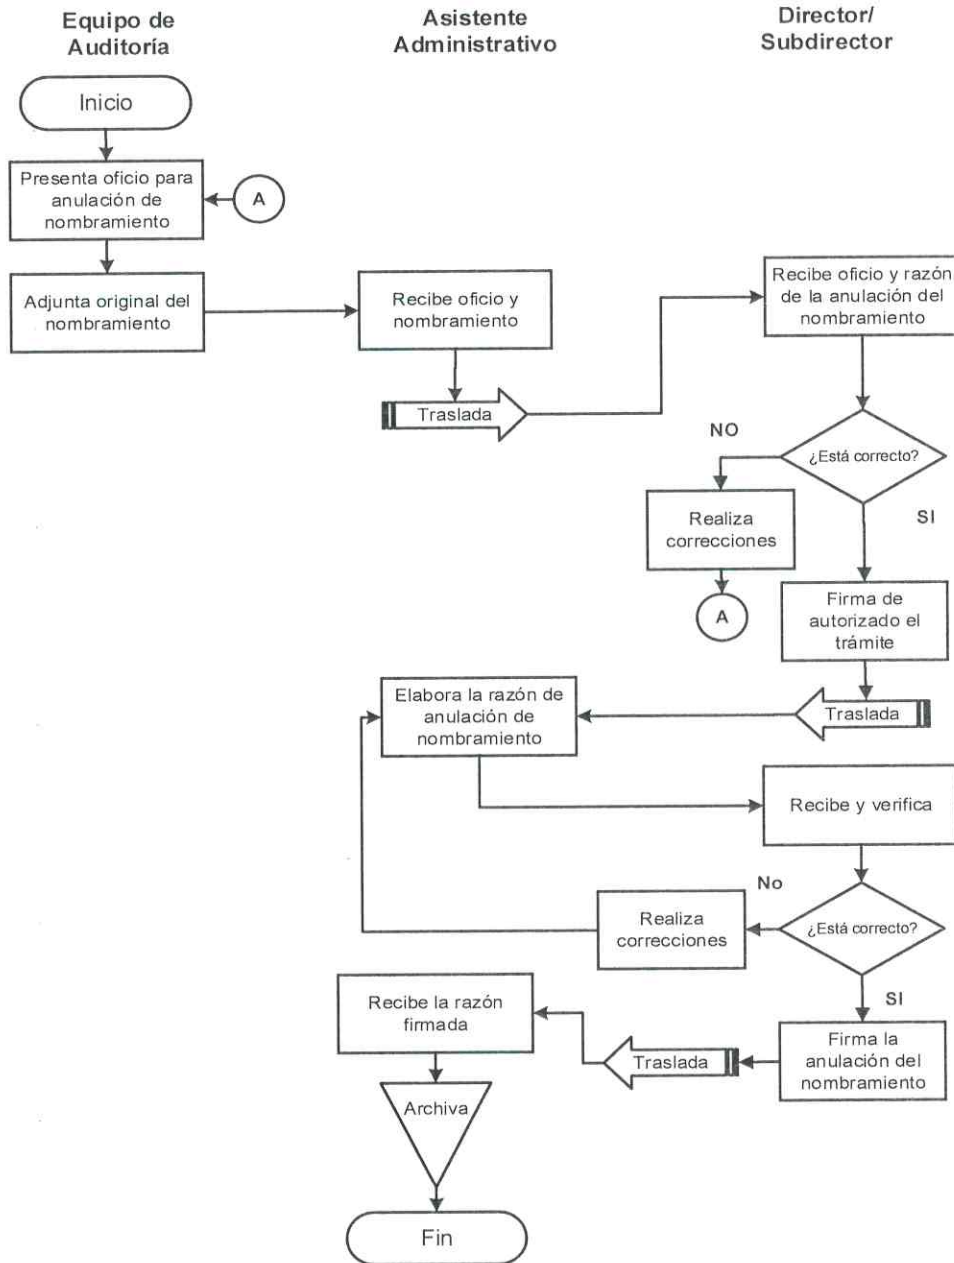 Equipo de
Auditoría
Asistente
Administrativo
Director/
Subdirector
Inicio
Presenta oficio para
anulación de
nombramiento
A
Adjunta original del
nombramiento
Recibe oficio y
nombramiento
Traslada
Recibe oficio y razón
de la anulación del
nombramiento
¿Está correcto?
NO
SI
Realiza
correcciones
A
Firma de
autorizado el
trámite
Traslada
Elabora la razón de
anulación de
nombramiento
Recibe y verifica
¿Está correcto?
No
SI
Realiza
correcciones
Firma la
anulación del
nombramiento
Traslada
Recibe la razón
firmada
Archiva
Fin